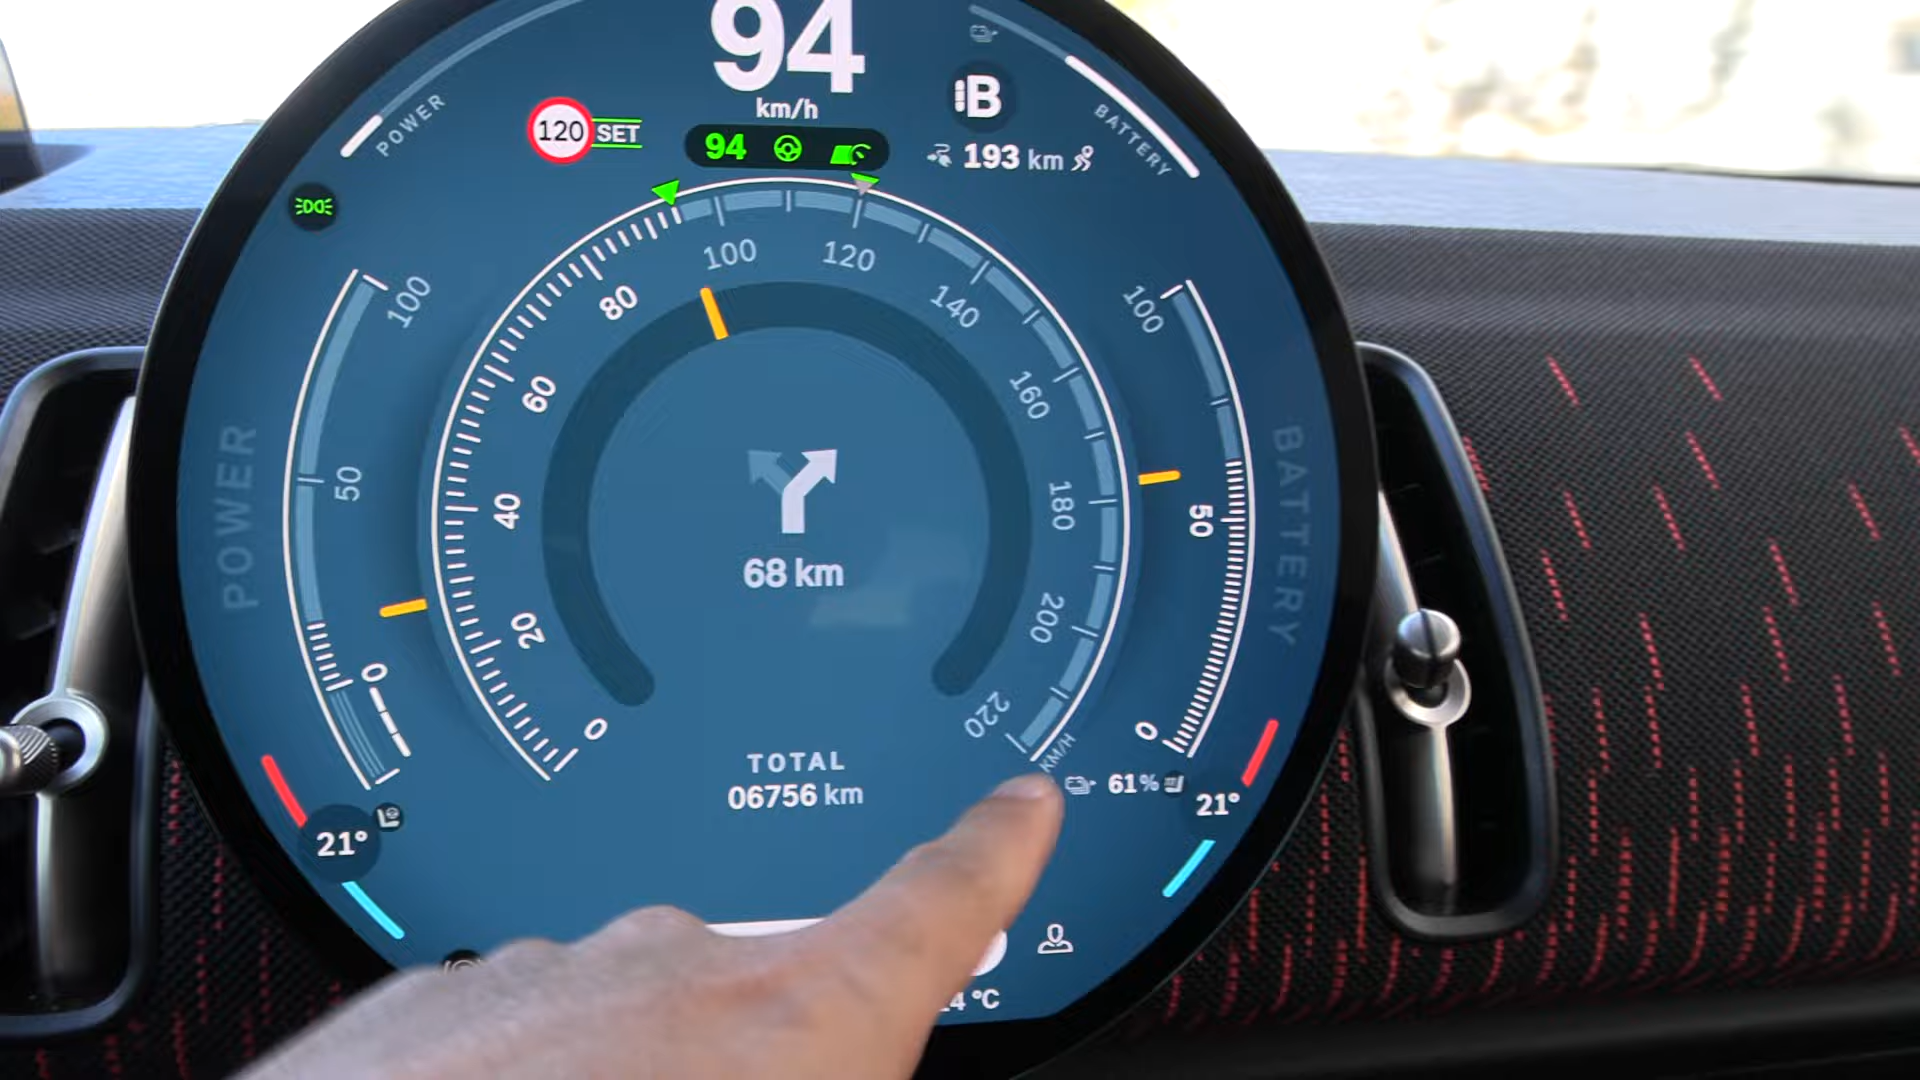 94
km/h
120 SET
94
B
193 km
POWER
BATTERY
100
50
0
POWER
0
20
40
60
80
100
120
140
160
180
200
220
KM/H
100
50
0
BATTERY
68 km
TOTAL
06756 km
61%
21°
21°
°C